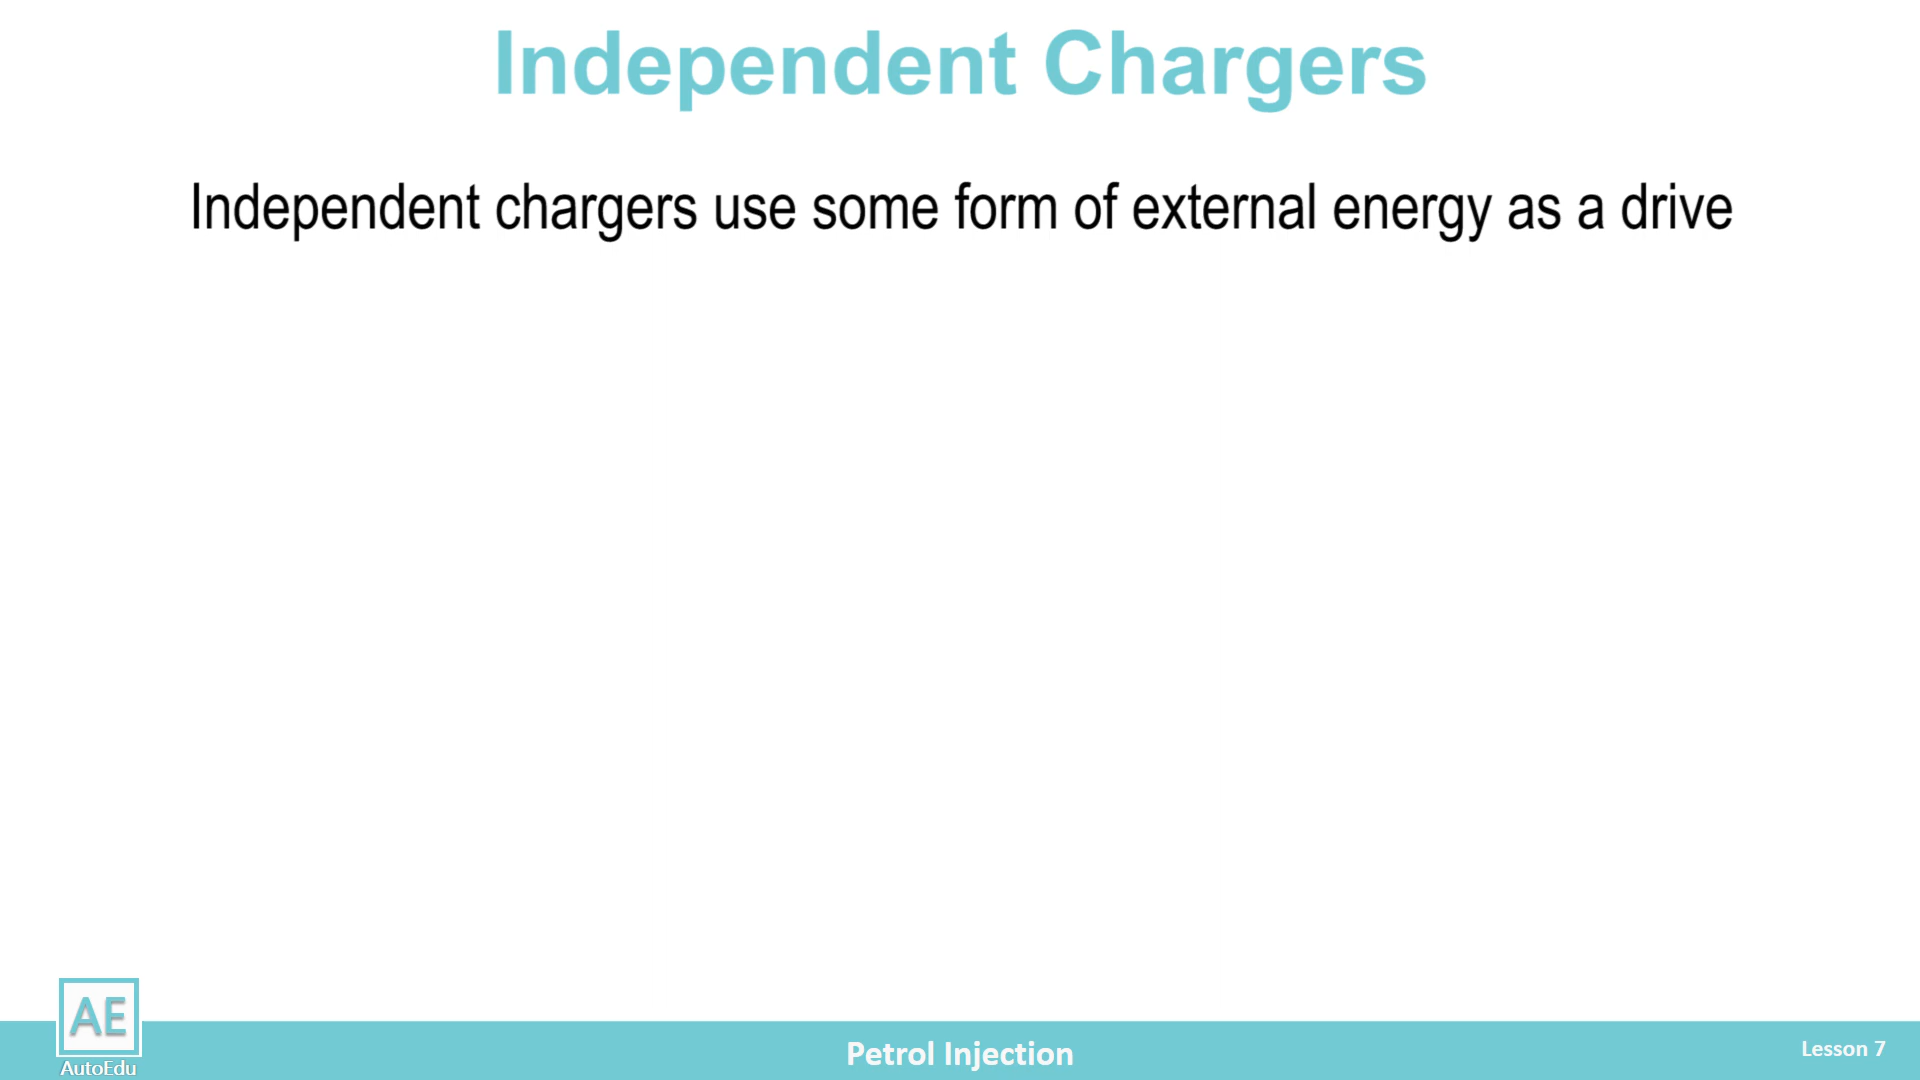 Independent Chargers
Independent chargers use some form of external energy as a drive
AE
AutoEdu
Petrol Injection
Lesson 7